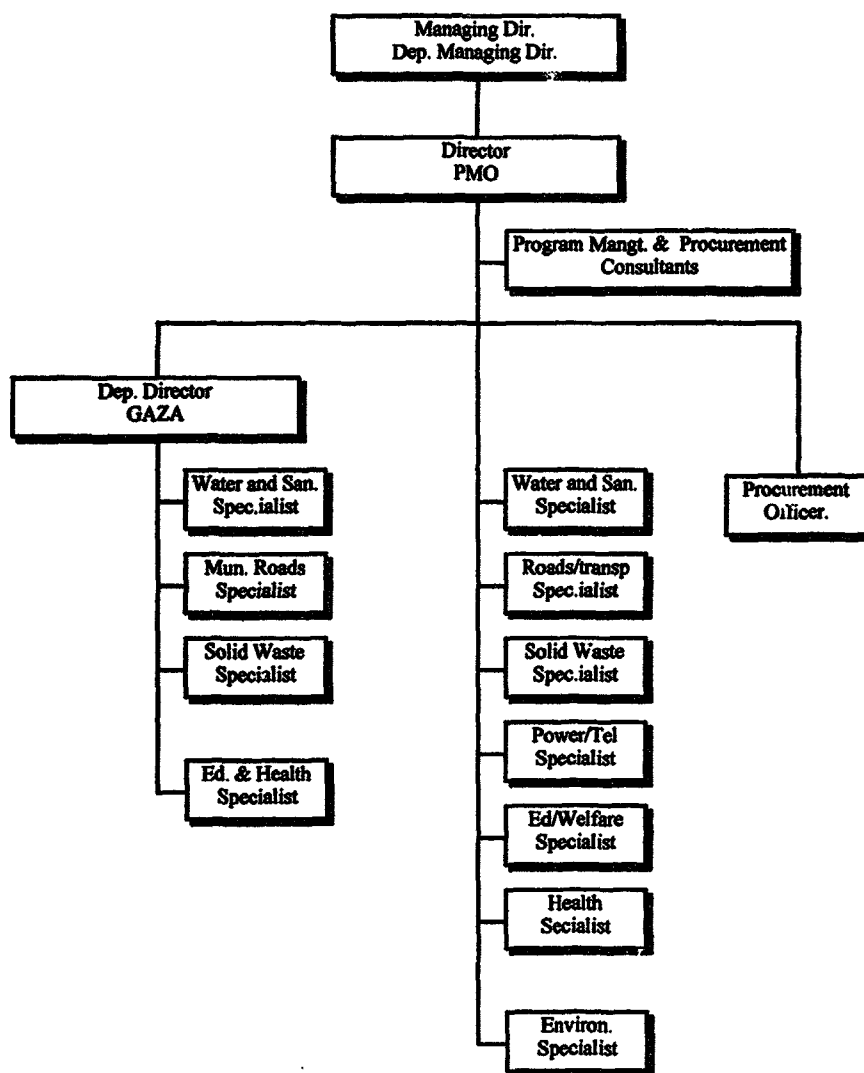 Managing Dir.
Dep. Managing Dir.
Director
PMO
Program Mangt. & Procurement
Consultants
Dep. Director
GAZA
Water and San.
Spec.ialist
Mun. Roads
Specialist
Solid Waste
Specialist
Ed. & Health
Specialist
Water and San.
Specialist
Roads/transp
Spec.ialist
Solid Waste
Spec.ialist
Power/Tel
Specialist
Ed/Welfare
Specialist
Health
Secialist
Environ.
Specialist
Procurement
Officer.